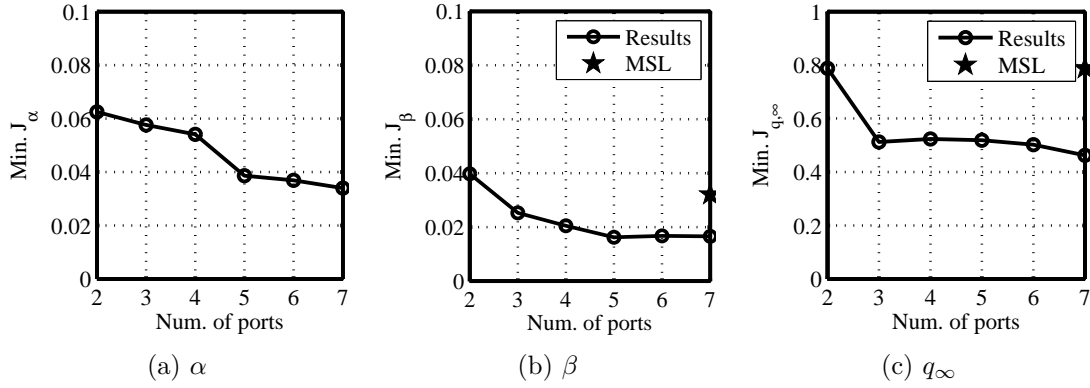 0.1
0.08
0.06
0.04
0.02
0
Min. J_α
2 3 4 5 6 7
Num. of ports
(a) α
0.1
0.08
0.06
0.04
0.02
0
Min. J_β
Results
MSL
2 3 4 5 6 7
Num. of ports
(b) β
1
0.8
0.6
0.4
0.2
0
Min. J_{q,∞}
Results
MSL
2 3 4 5 6 7
Num. of ports
(c) q_∞